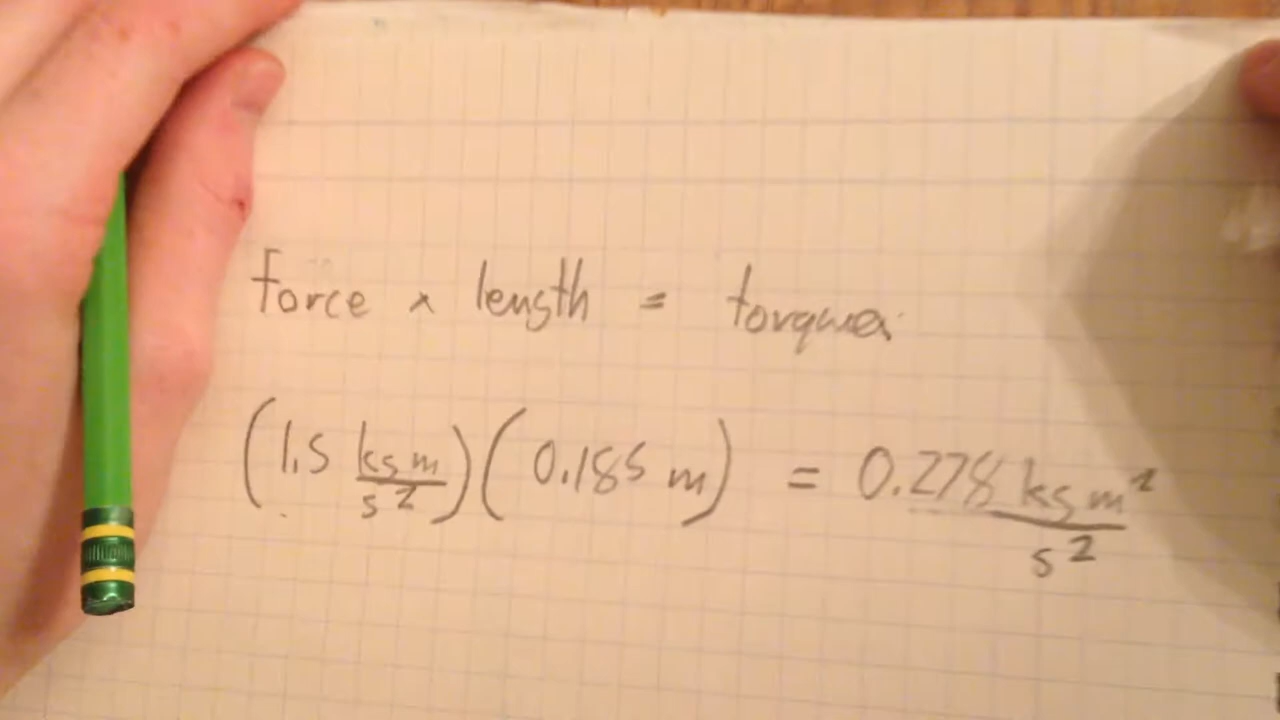 force x length = torque
(1.5 kg m/s²)(0.185 m) = 0.278 kg m²/s²